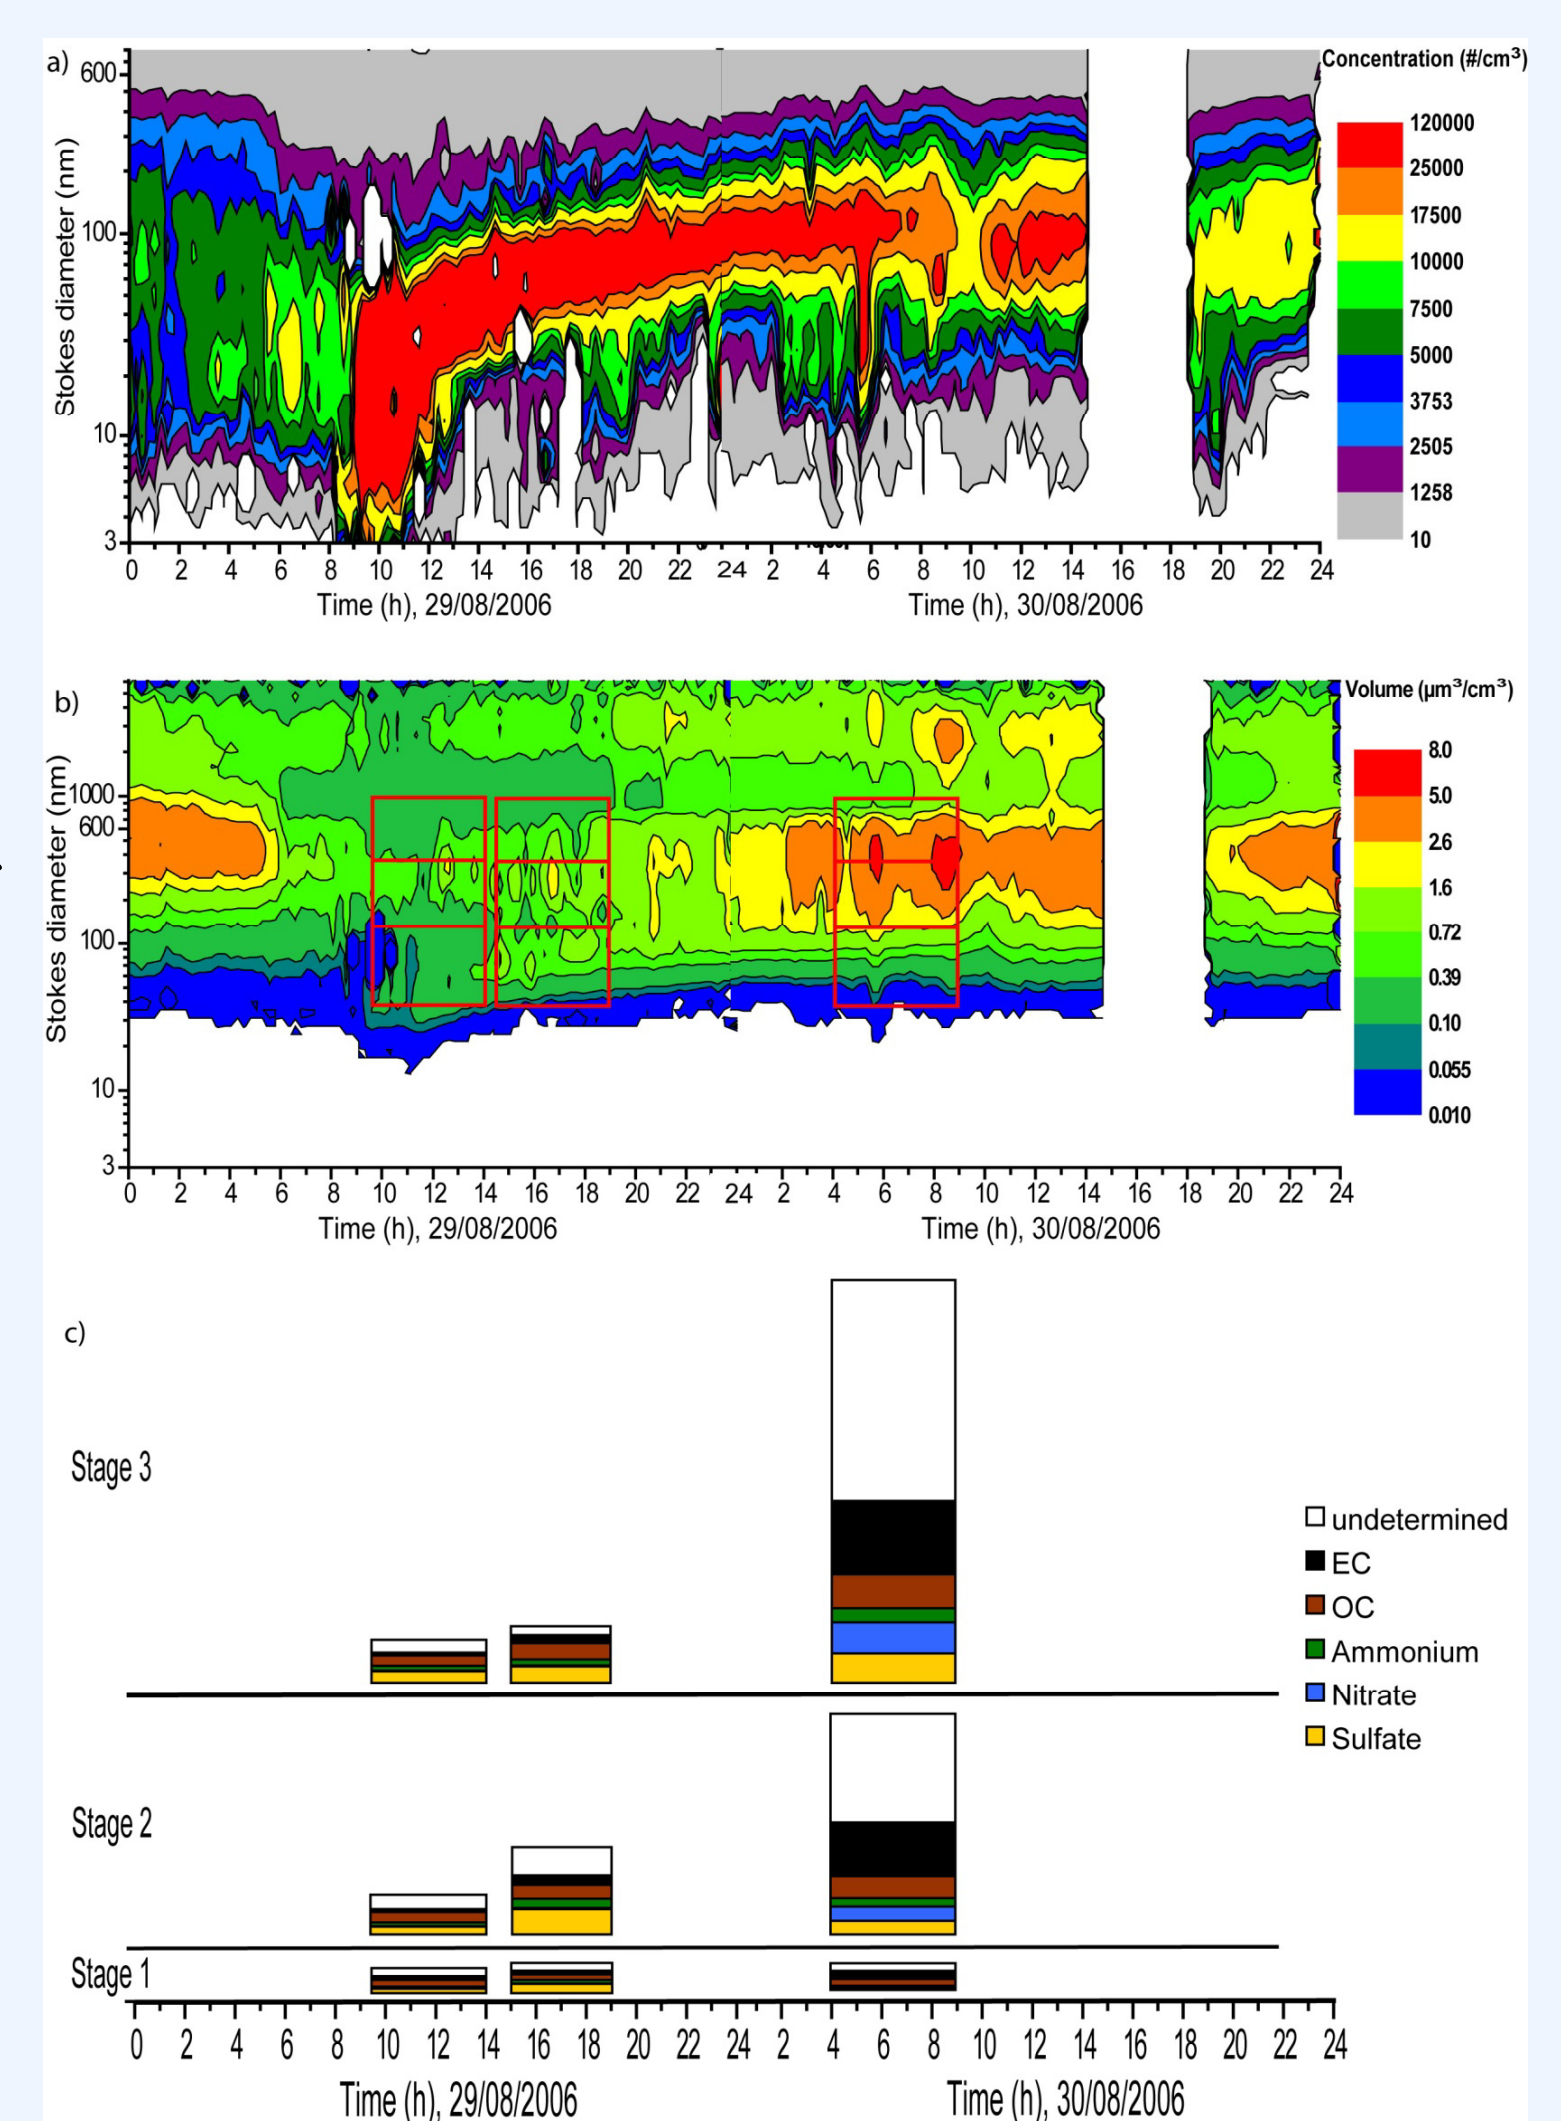 a)
Concentration (#/cm³)
Stokes diameter (nm)
600
100
10
3
120000
25000
17500
10000
7500
5000
3753
2505
1258
10
0 2 4 6 8 10 12 14 16 18 20 22 24 2 4 6 8 10 12 14 16 18 20 22 24
Time (h), 29/08/2006 Time (h), 30/08/2006
b)
Volume (µm³/cm³)
Stokes diameter (nm)
1000
600
100
10
3
8.0
5.0
2.6
1.6
0.72
0.39
0.10
0.055
0.010
0 2 4 6 8 10 12 14 16 18 20 22 24 2 4 6 8 10 12 14 16 18 20 22 24
Time (h), 29/08/2006 Time (h), 30/08/2006
c)
Stage 3
Stage 2
Stage 1
undetermined
EC
OC
Ammonium
Nitrate
Sulfate
0 2 4 6 8 10 12 14 16 18 20 22 24 2 4 6 8 10 12 14 16 18 20 22 24
Time (h), 29/08/2006 Time (h), 30/08/2006